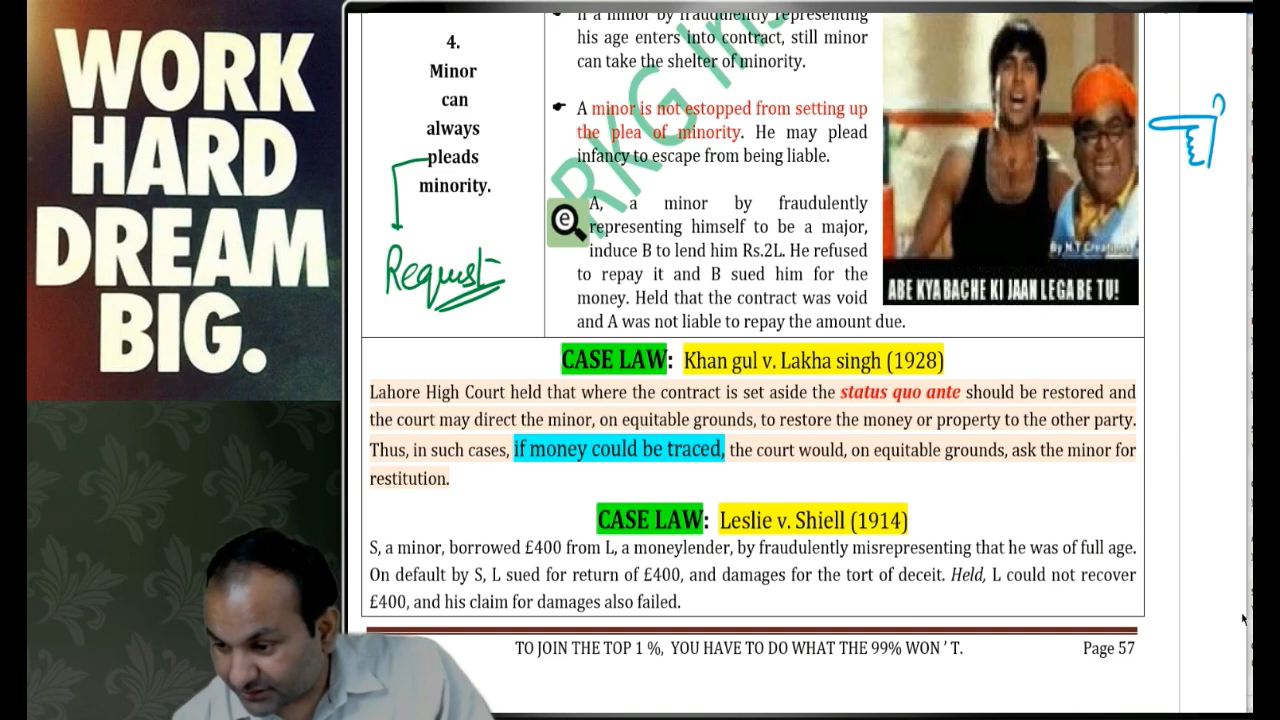 WORK
HARD
DREAM
BIG.
4.
Minor
can
always
pleads
minority.
Request
If a minor by fraudulently representing
his age enters into contract, still minor
can take the shelter of minority.
A minor is not estopped from setting up
the plea of minority. He may plead
infancy to escape from being liable.
e
A, a minor by fraudulently
representing himself to be a major,
induce B to lend him Rs.2L. He refused
to repay it and B sued him for the
money. Held that the contract was void
and A was not liable to repay the amount due.
RKG Ins
By N.T Creations
ABE KYA BACHE KI JAAN LEGA BE TU!
CASE LAW: Khan gul v. Lakha singh (1928)
Lahore High Court held that where the contract is set aside the status quo ante should be restored and
the court may direct the minor, on equitable grounds, to restore the money or property to the other party.
Thus, in such cases, if money could be traced, the court would, on equitable grounds, ask the minor for
restitution.
CASE LAW: Leslie v. Shiell (1914)
S, a minor, borrowed £400 from L, a moneylender, by fraudulently misrepresenting that he was of full age.
On default by S, L sued for return of £400, and damages for the tort of deceit. Held, L could not recover
£400, and his claim for damages also failed.
TO JOIN THE TOP 1 %, YOU HAVE TO DO WHAT THE 99% WON ' T.
Page 57